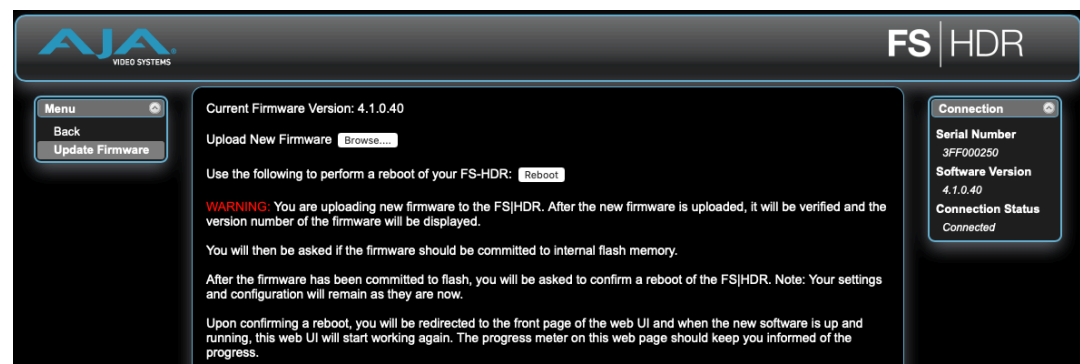 AJA
VIDEO SYSTEMS
FS|HDR
Menu
Back
Update Firmware
Current Firmware Version: 4.1.0.40
Upload New Firmware Browse....
Use the following to perform a reboot of your FS-HDR: Reboot
WARNING: You are uploading new firmware to the FS|HDR. After the new firmware is uploaded, it will be verified and the
version number of the firmware will be displayed.
You will then be asked if the firmware should be committed to internal flash memory.
After the firmware has been committed to flash, you will be asked to confirm a reboot of the FS|HDR. Note: Your settings
and configuration will remain as they are now.
Upon confirming a reboot, you will be redirected to the front page of the web UI and when the new software is up and
running, this web UI will start working again. The progress meter on this web page should keep you informed of the
progress.
Connection
Serial Number
3FF000250
Software Version
4.1.0.40
Connection Status
Connected